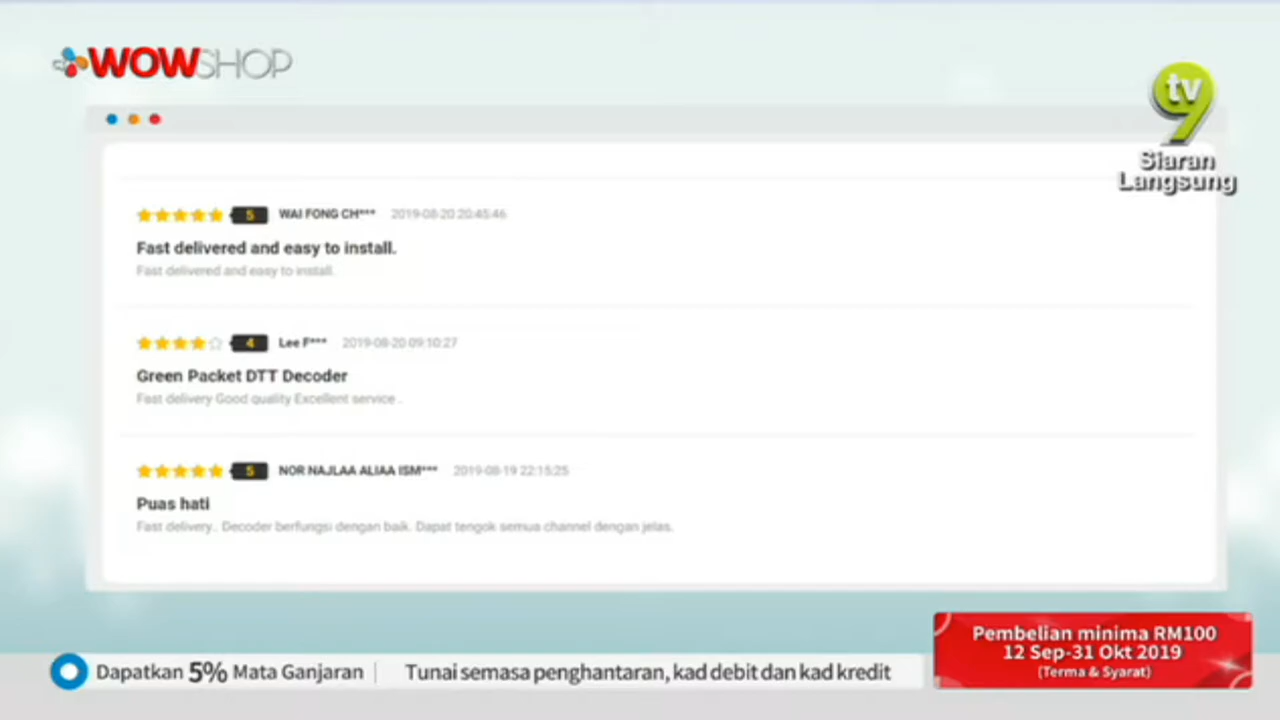 WOWSHOP
tv9
Siaran
Langsung
5 WAI FONG CH*** 2019-08-20 20:45:46
Fast delivered and easy to install.
Fast delivered and easy to install.
4 Lee F*** 2019-08-20 09:10:27
Green Packet DTT Decoder
Fast delivery Good quality Excellent service .
5 NOR NAJLAA ALIAA ISM*** 2019-08-19 22:15:25
Puas hati
Fast delivery.. Decoder berfungsi dengan baik. Dapat tengok semua channel dengan jelas.
Pembelian minima RM100
12 Sep-31 Okt 2019
(Terma & Syarat)
Dapatkan 5% Mata Ganjaran | Tunai semasa penghantaran, kad debit dan kad kredit